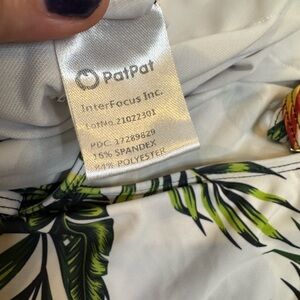 PatPat
InterFocus Inc.
LotNo.21022301
PDC: 17289829
16% SPANDEX
84% POLYESTER